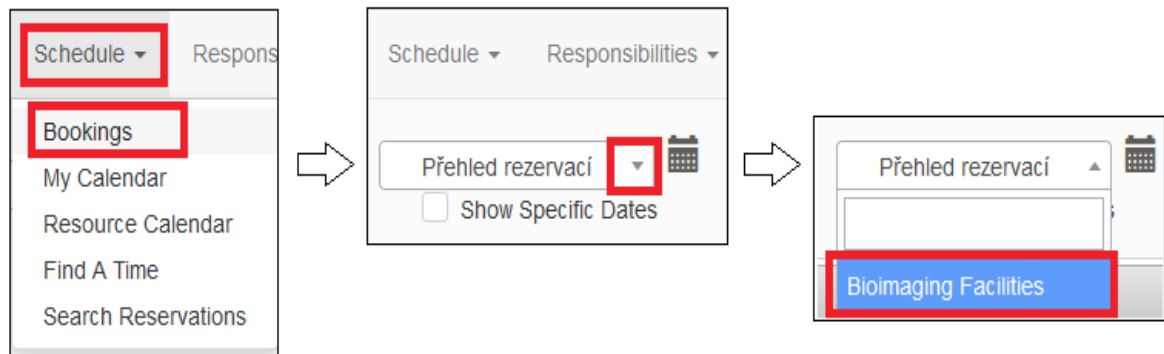 Schedule
Respons
Bookings
My Calendar
Resource Calendar
Find A Time
Search Reservations
Schedule
Responsibilities
Přehled rezervací
Show Specific Dates
Přehled rezervací
Bioimaging Facilities